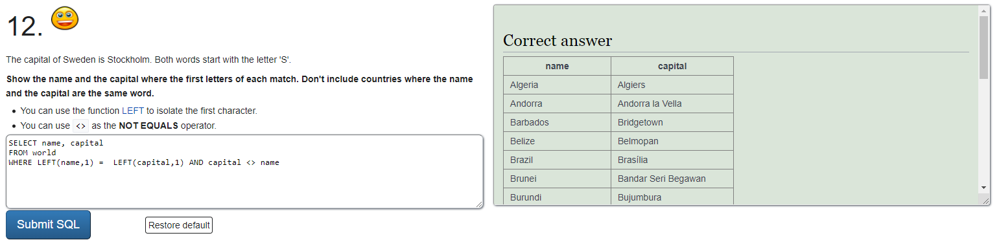 12.
The capital of Sweden is Stockholm. Both words start with the letter 'S'.
Show the name and the capital where the first letters of each match. Don't include countries where the name
and the capital are the same word.
• You can use the function LEFT to isolate the first character.
• You can use <> as the NOT EQUALS operator.
SELECT name, capital
FROM world
WHERE LEFT(name,1) =  LEFT(capital,1) AND capital <> name
Submit SQL
Restore default
Correct answer
name capital
Algeria Algiers
Andorra Andorra la Vella
Barbados Bridgetown
Belize Belmopan
Brazil Brasília
Brunei Bandar Seri Begawan
Burundi Bujumbura